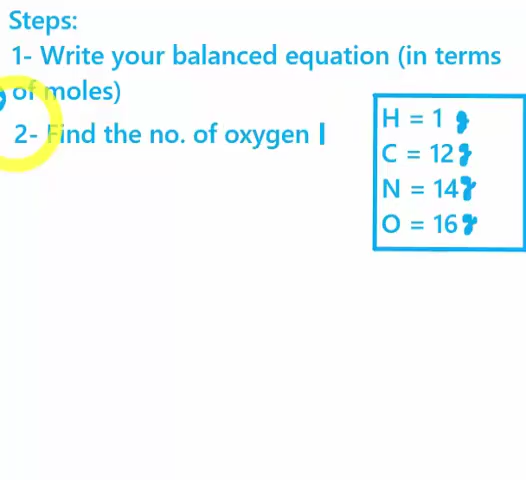 Steps:
1- Write your balanced equation (in terms
of moles)
2- Find the no. of oxygen
H = 1 g
C = 12 g
N = 14 g
O = 16 g